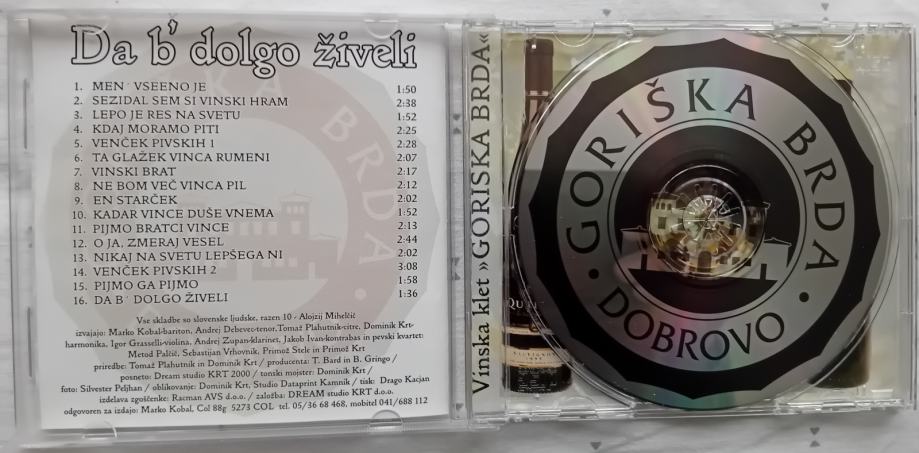 Da b' dolgo živeli
1. MEN' VSEENO JE 1:50
2. SEZIDAL SEM SI VINSKI HRAM 2:38
3. LEPO JE RES NA SVETU 1:52
4. KDAJ MORAMO PITI 2:25
5. VENČEK PIVSKIH 1 2:28
6. TA GLAŽEK VINCA RUMENI 2:07
7. VINSKI BRAT 2:17
8. NE BOM VEČ VINCA PIL 2:12
9. EN STARČEK 2:02
10. KADAR VINCE DUŠE VNEMA 1:52
11. PIJMO BRATCI VINCE 2:13
12. O JA, ZMERAJ VESEL 2:44
13. NIKAJ NA SVETU LEPŠEGA NI 2:02
14. VENČEK PIVSKIH 2 3:08
15. PIJMO GA PIJMO 1:58
16. DA B' DOLGO ŽIVELI 1:36
Vse skladbe so slovenske ljudske, razen 10 - Alojzij Mihelčič
izvajajo: Marko Kobal-bariton, Andrej Debevec-tenor, Tomaž Plahutnik-citre, Dominik Krt-
harmonika, Igor Grasselli-violina, Andrej Zupan-klarinet, Jakob Ivan-kontrabas in pevski kvartet:
Metod Palčič, Sebastijan Vrhovnik, Primož Stele in Primož Krt
priredbe: Tomaž Plahutnik in Dominik Krt / producenta: T. Bard in B. Gringo /
posneto: Dream studio KRT 2000 / tonski mojster: Dominik Krt /
foto: Silvester Peljhan / oblikovanje: Dominik Krt, Studio Dataprint Kamnik / tisk: Drago Kacjan
izdelava zgoščenke: Racman AVS d.o.o. / založba: DREAM studio KRT d.o.o.
odgovoren za izdajo: Marko Kobal, Col 88g 5273 COL tel. 05/36 68 468, mobitel 041/688 112
Vinska klet »GORIŠKA BRDA«
GORIŠKA BRDA
• DOBROVO •